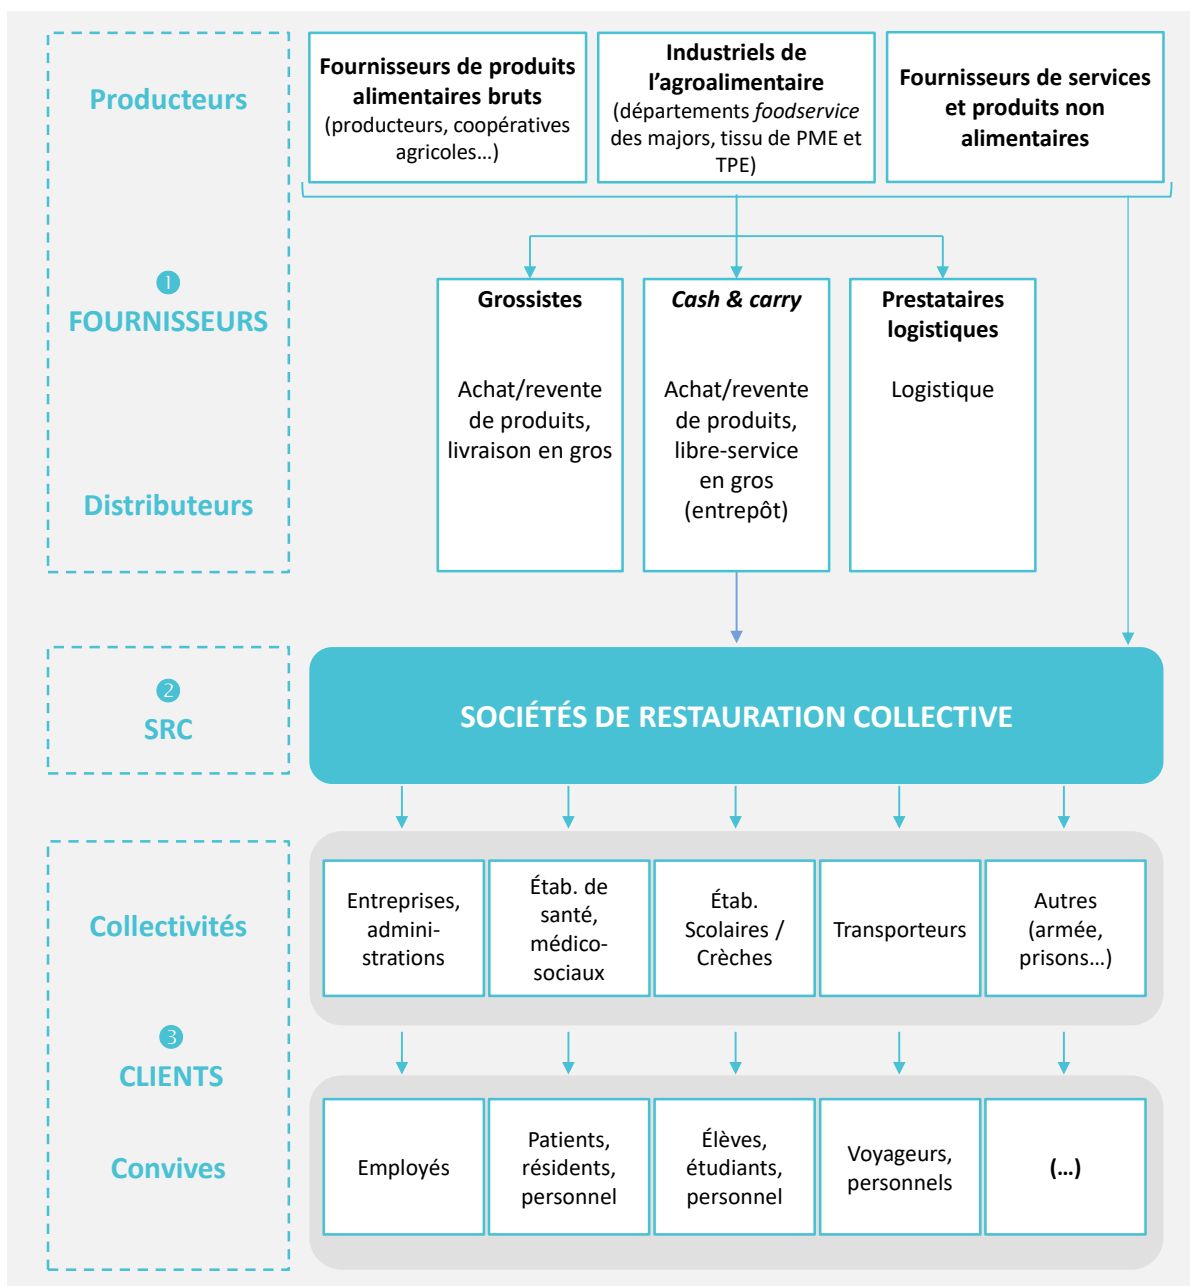 Producteurs
Fournisseurs de produits
alimentaires bruts
(producteurs, coopératives
agricoles…)
Industriels de
l’agroalimentaire
(départements foodservice
des majors, tissu de PME et
TPE)
Fournisseurs de services
et produits non
alimentaires
❶
FOURNISSEURS
Distributeurs
Grossistes
Achat/revente
de produits,
livraison en gros
Cash & carry
Achat/revente
de produits,
libre-service
en gros
(entrepôt)
Prestataires
logistiques
Logistique
❷
SRC
SOCIÉTÉS DE RESTAURATION COLLECTIVE
Collectivités
Entreprises,
admini-
strations
Étab. de
santé,
médico-
sociaux
Étab.
Scolaires /
Crèches
Transporteurs
Autres
(armée,
prisons…)
❸
CLIENTS
Convives
Employés
Patients,
résidents,
personnel
Élèves,
étudiants,
personnel
Voyageurs,
personnels
(…)